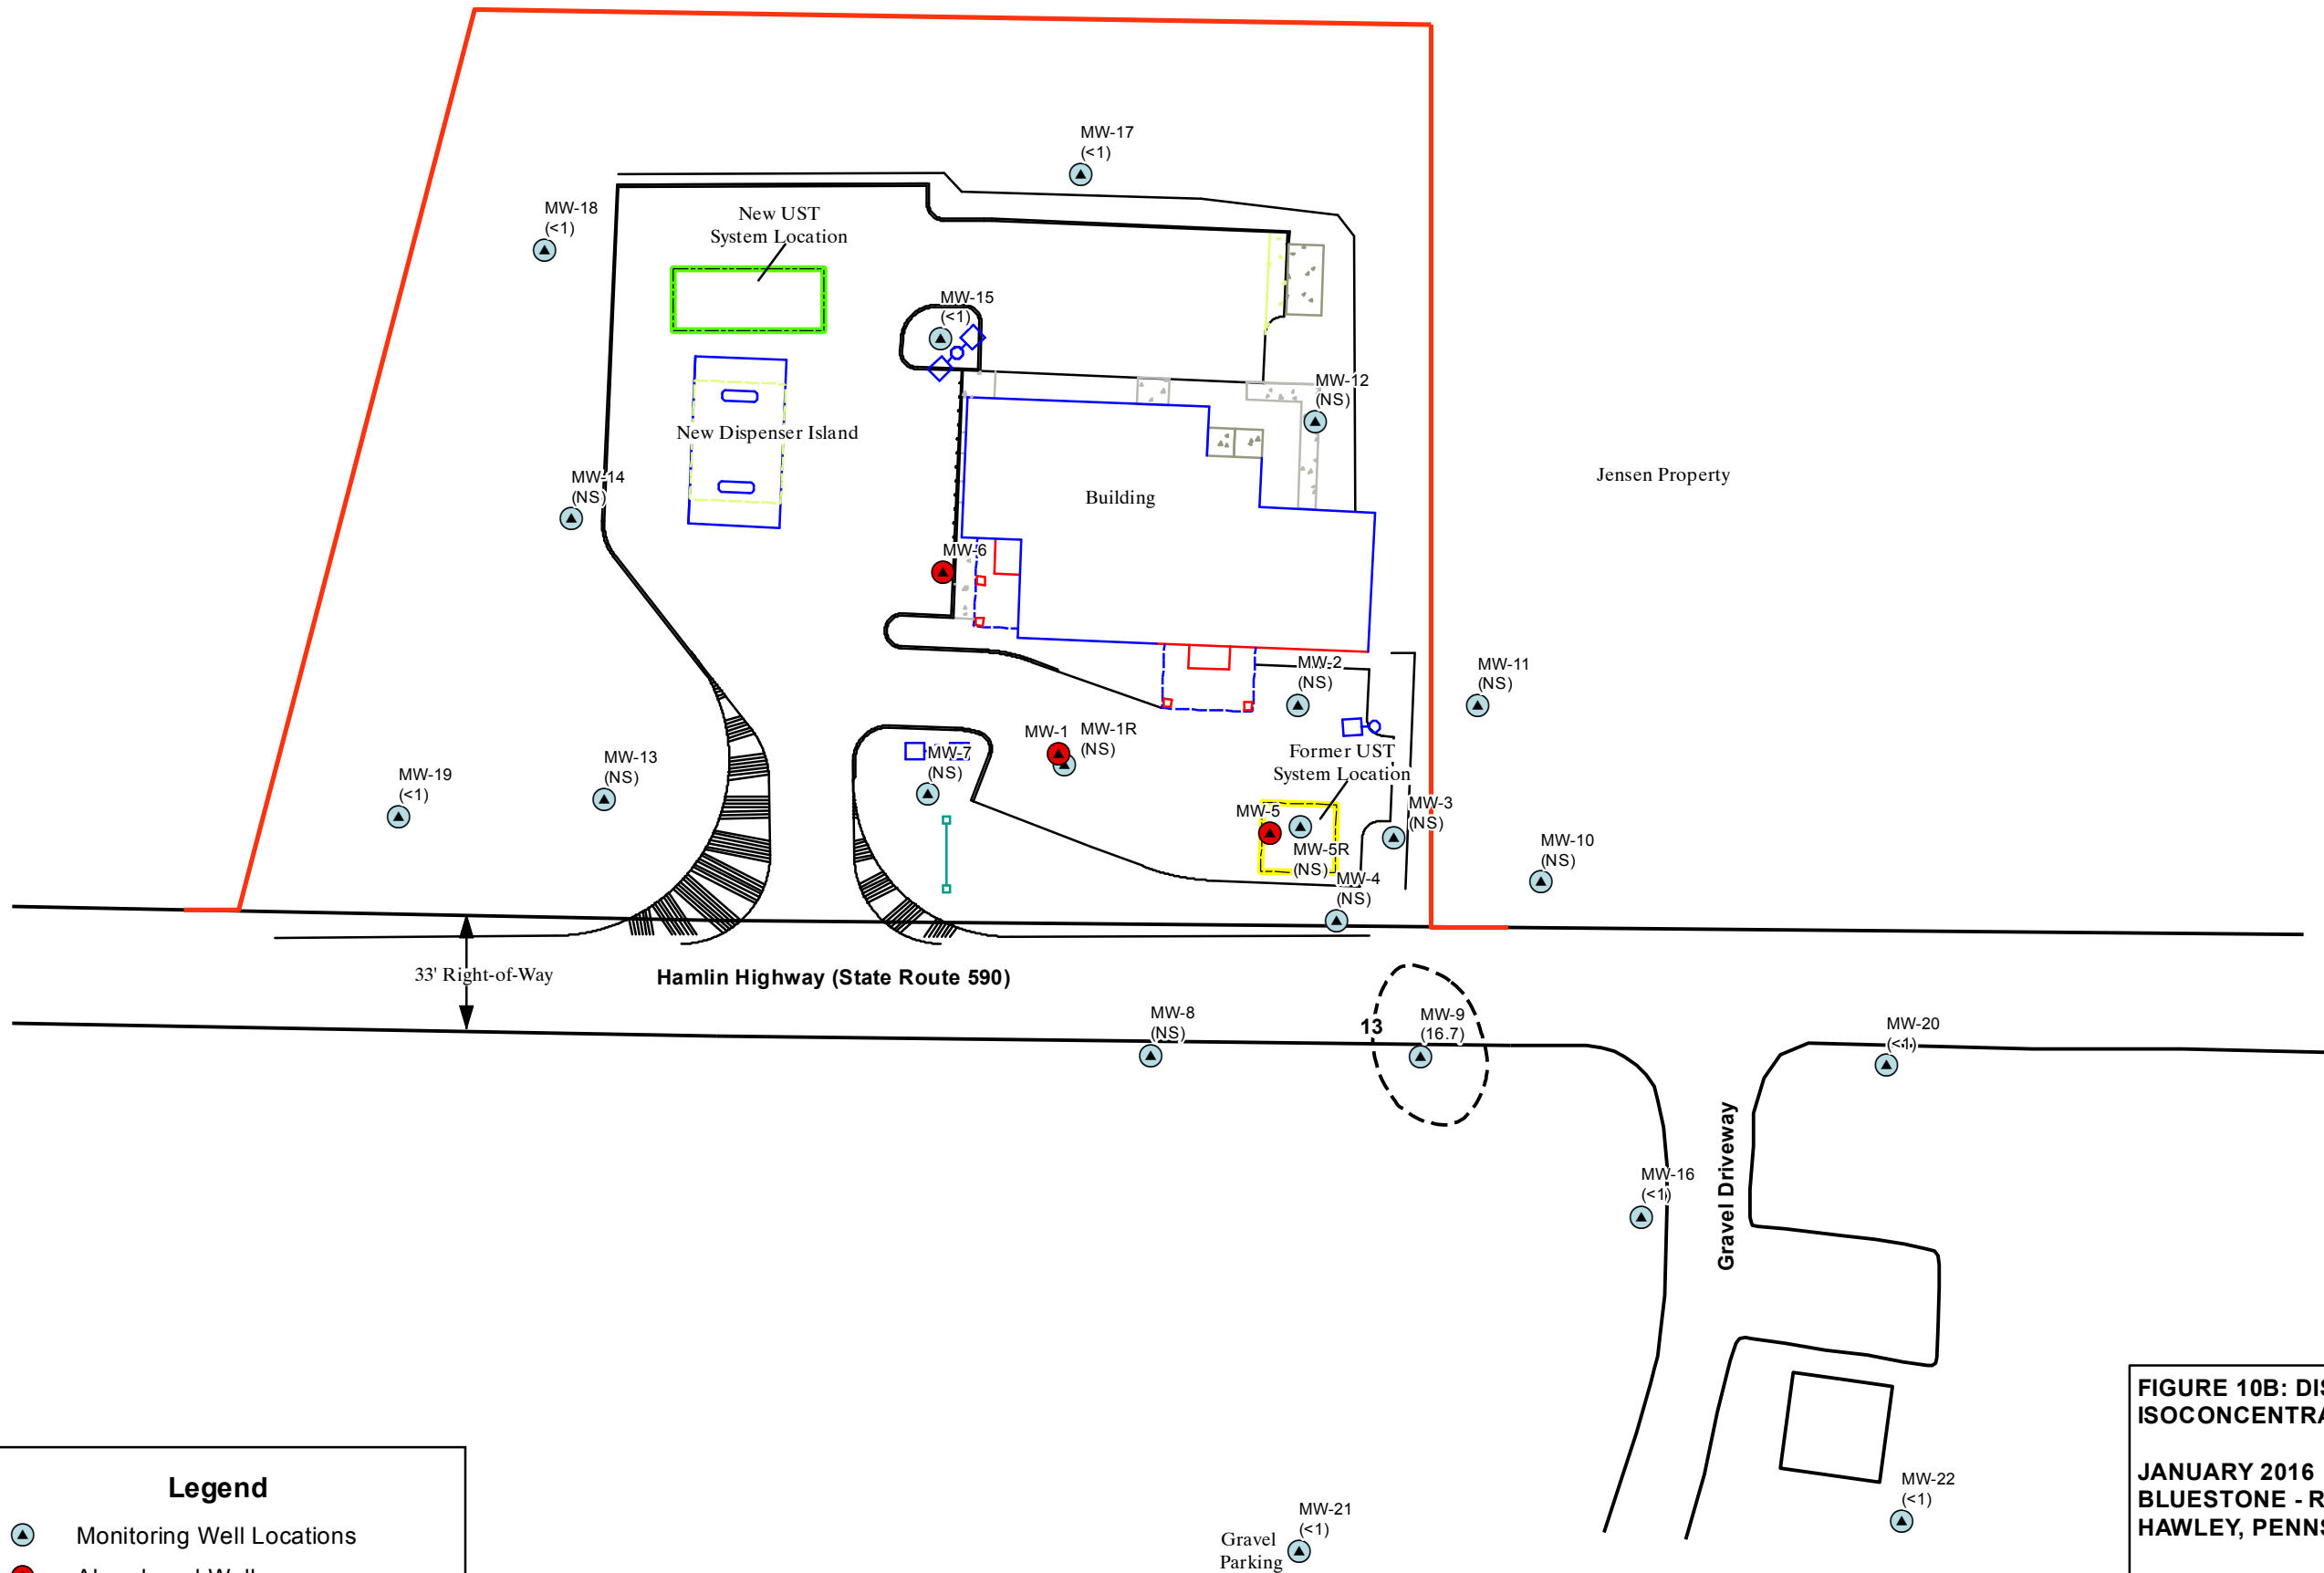 MW-17
(<1)
MW-18
(<1)
New UST
System Location
MW-15
(<1)
MW-12
(NS)
New Dispenser Island
MW-14
(NS)
Building
Jensen Property
MW-6
MW-2
(NS)
MW-11
(NS)
MW-1
MW-1R
(NS)
MW-7
(NS)
Former UST
System Location
MW-13
(NS)
MW-19
(<1)
MW-3
(NS)
MW-5
MW-5R
(NS)
MW-10
(NS)
MW-4
(NS)
33' Right-of-Way
Hamlin Highway (State Route 590)
MW-8
(NS)
13
MW-9
(16.7)
MW-20
(<1)
Gravel Driveway
MW-16
(<1)
MW-22
(<1)
MW-21
(<1)
Gravel
Parking
Legend
Monitoring Well Locations
FIGURE 10B: DIS
ISOCONCENTRA
JANUARY 2016
BLUESTONE - R
HAWLEY, PENNS